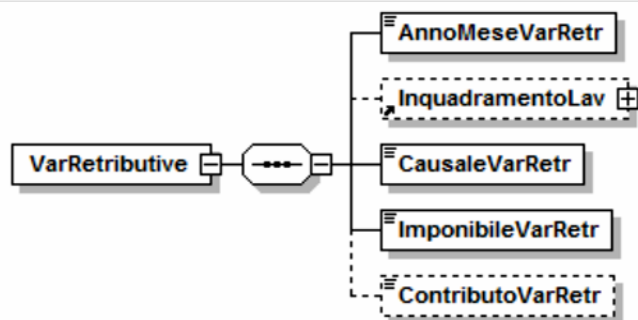 AnnoMeseVarRetr
InquadramentoLav
VarRetributive
CausaleVarRetr
ImponibileVarRetr
ContributoVarRetr